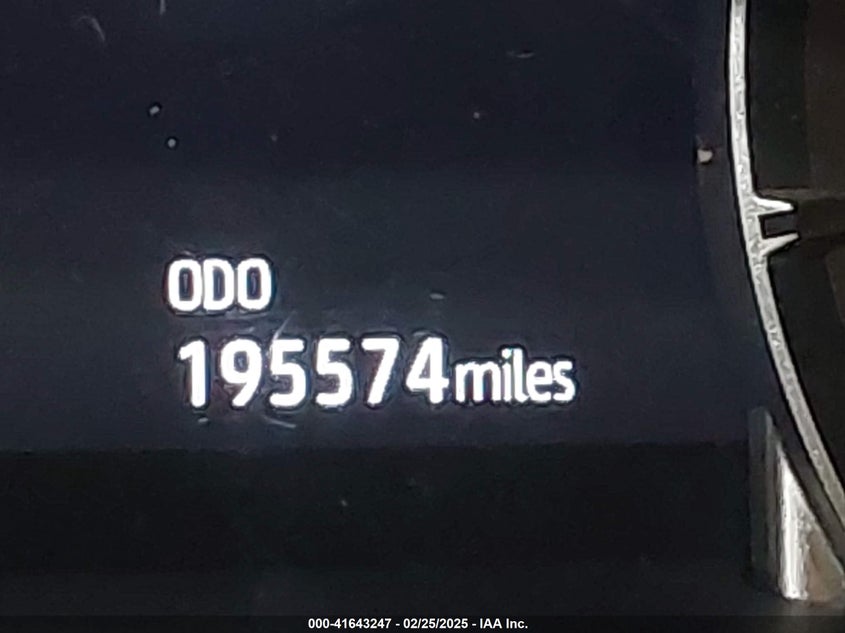 ODO
195574miles
000-41643247 - 02/25/2025 - IAA Inc.